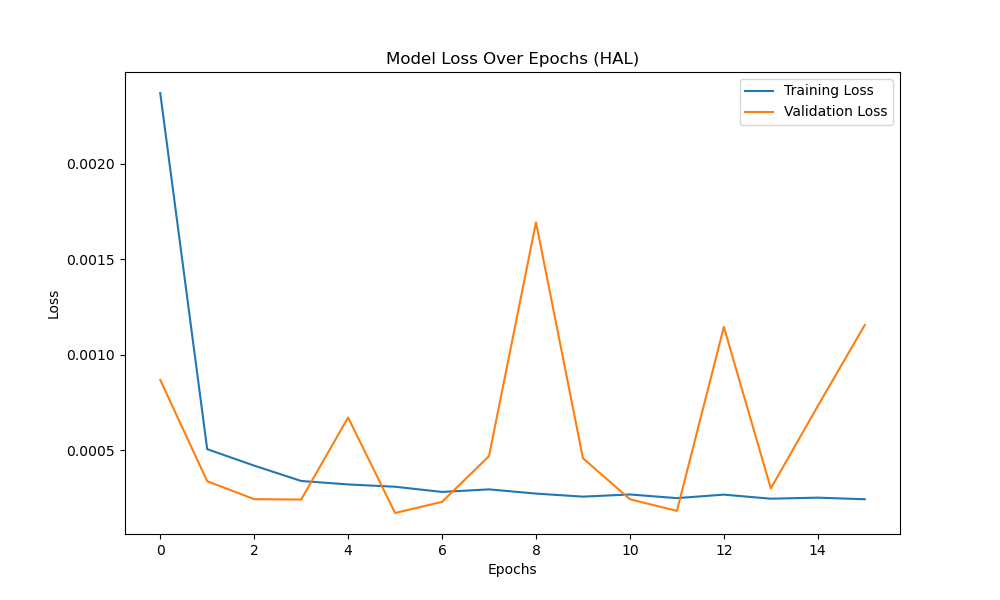 Model Loss Over Epochs (HAL)
Training Loss
Validation Loss
0.0020
0.0015
0.0010
0.0005
Loss
0 2 4 6 8 10 12 14
Epochs